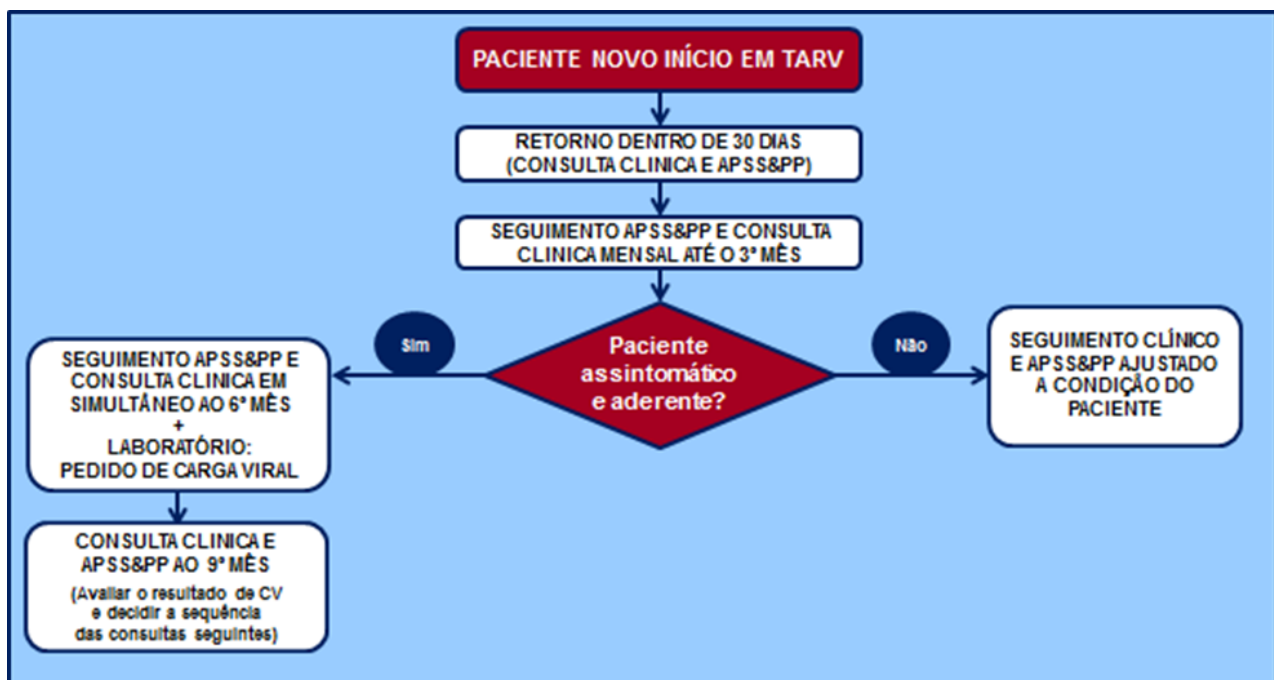 PACIENTE NOVO INÍCIO EM TARV
RETORNO DENTRO DE 30 DIAS
(CONSULTA CLINICA E APSS&PP)
SEGUIMENTO APSS&PP E CONSULTA
CLINICA MENSAL ATÉ O 3º MÊS
Paciente
assintomático
e aderente?
Sim
Não
SEGUIMENTO APSS&PP E
CONSULTA CLINICA EM
SIMULTÂNEO AO 6º MÊS
+
LABORATÓRIO:
PEDIDO DE CARGA VIRAL
CONSULTA CLINICA E
APSS&PP AO 9º MÊS
(Avaliar o resultado de CV
e decidir a sequência
das consultas seguintes)
SEGUIMENTO CLÍNICO
E APSS&PP AJUSTADO
A CONDIÇÃO DO
PACIENTE